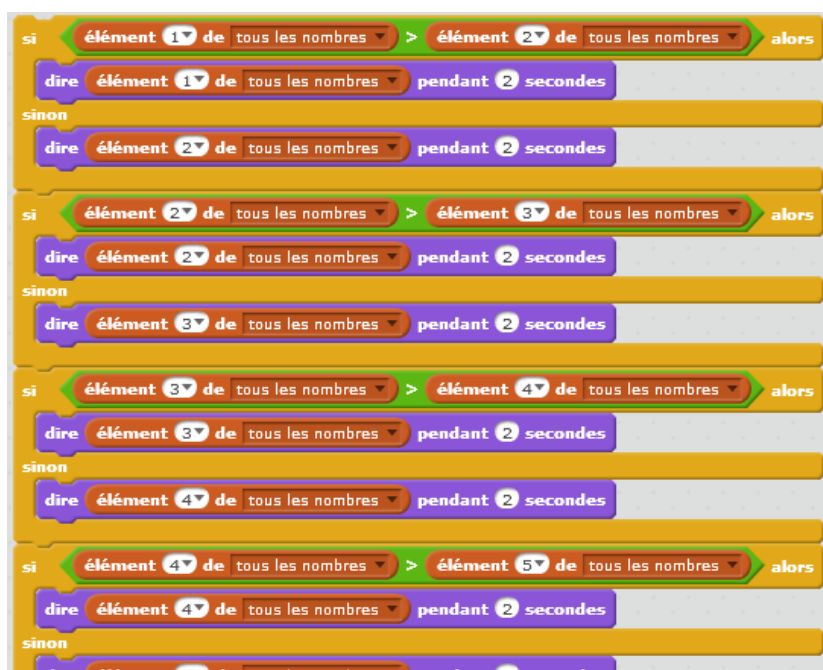 si élément 1 de tous les nombres > élément 2 de tous les nombres alors
dire élément 1 de tous les nombres pendant 2 secondes
sinon
dire élément 2 de tous les nombres pendant 2 secondes
si élément 2 de tous les nombres > élément 3 de tous les nombres alors
dire élément 2 de tous les nombres pendant 2 secondes
sinon
dire élément 3 de tous les nombres pendant 2 secondes
si élément 3 de tous les nombres > élément 4 de tous les nombres alors
dire élément 3 de tous les nombres pendant 2 secondes
sinon
dire élément 4 de tous les nombres pendant 2 secondes
si élément 4 de tous les nombres > élément 5 de tous les nombres alors
dire élément 4 de tous les nombres pendant 2 secondes
sinon